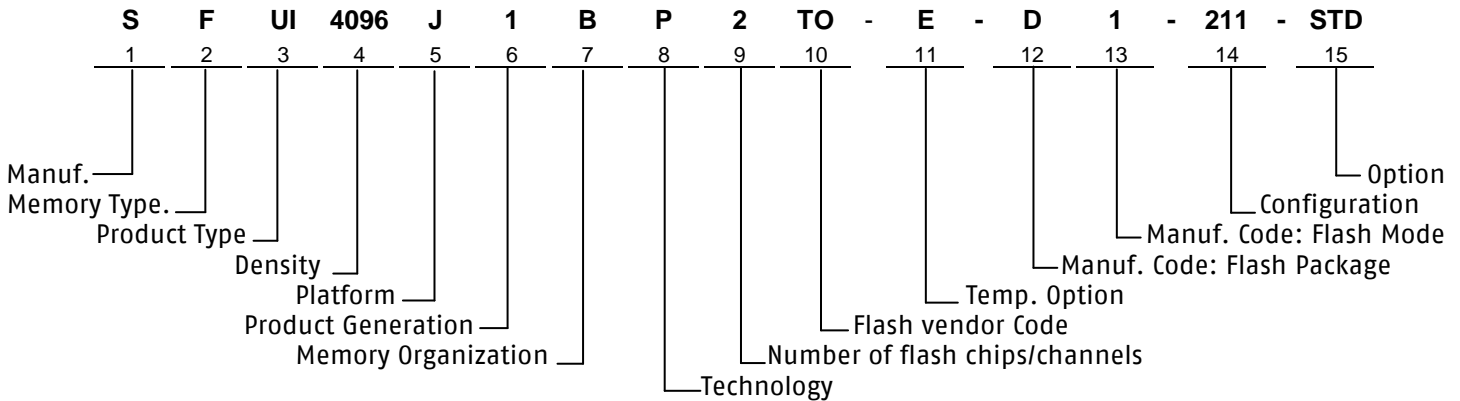 S F UI 4096 J 1 B P 2 TO - E - D 1 - 211 - STD
1 2 3 4 5 6 7 8 9 10 11 12 13 14 15
Manuf. Option
Memory Type. Configuration
Product Type Manuf. Code: Flash Mode
Density Manuf. Code: Flash Package
Platform Temp. Option
Product Generation Flash vendor Code
Memory Organization Number of flash chips/channels
Technology